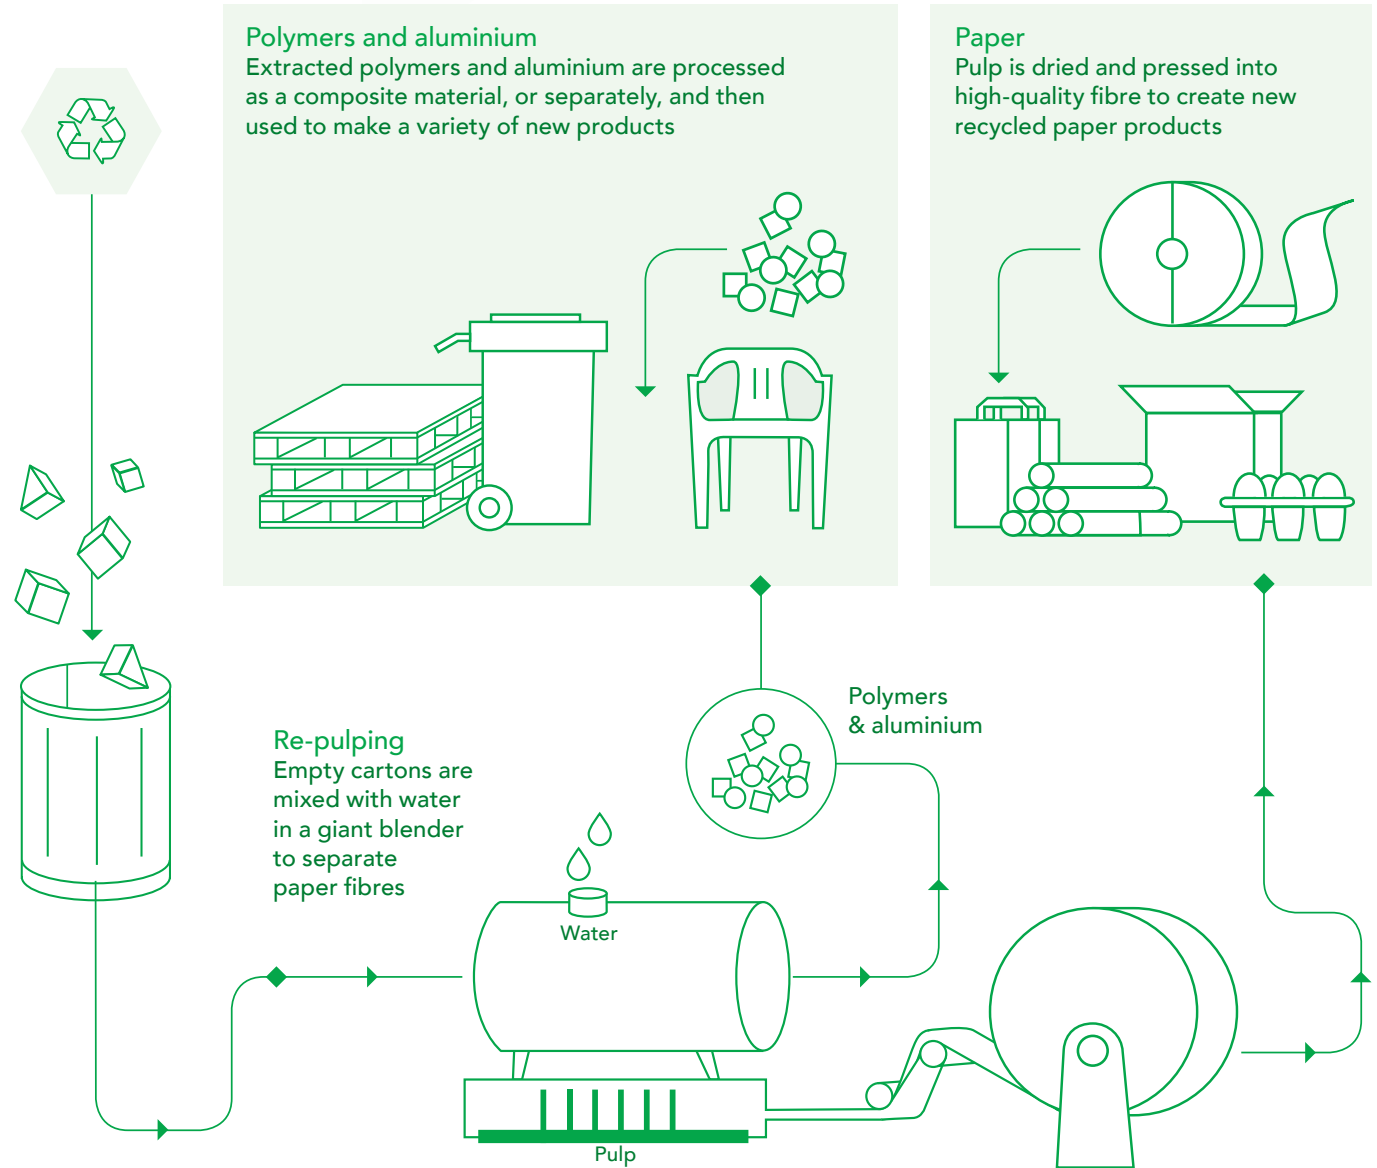 Polymers and aluminium
Extracted polymers and aluminium are processed
as a composite material, or separately, and then
used to make a variety of new products
Paper
Pulp is dried and pressed into
high-quality fibre to create new
recycled paper products
Polymers
& aluminium
Re-pulping
Empty cartons are
mixed with water
in a giant blender
to separate
paper fibres
Water
Pulp